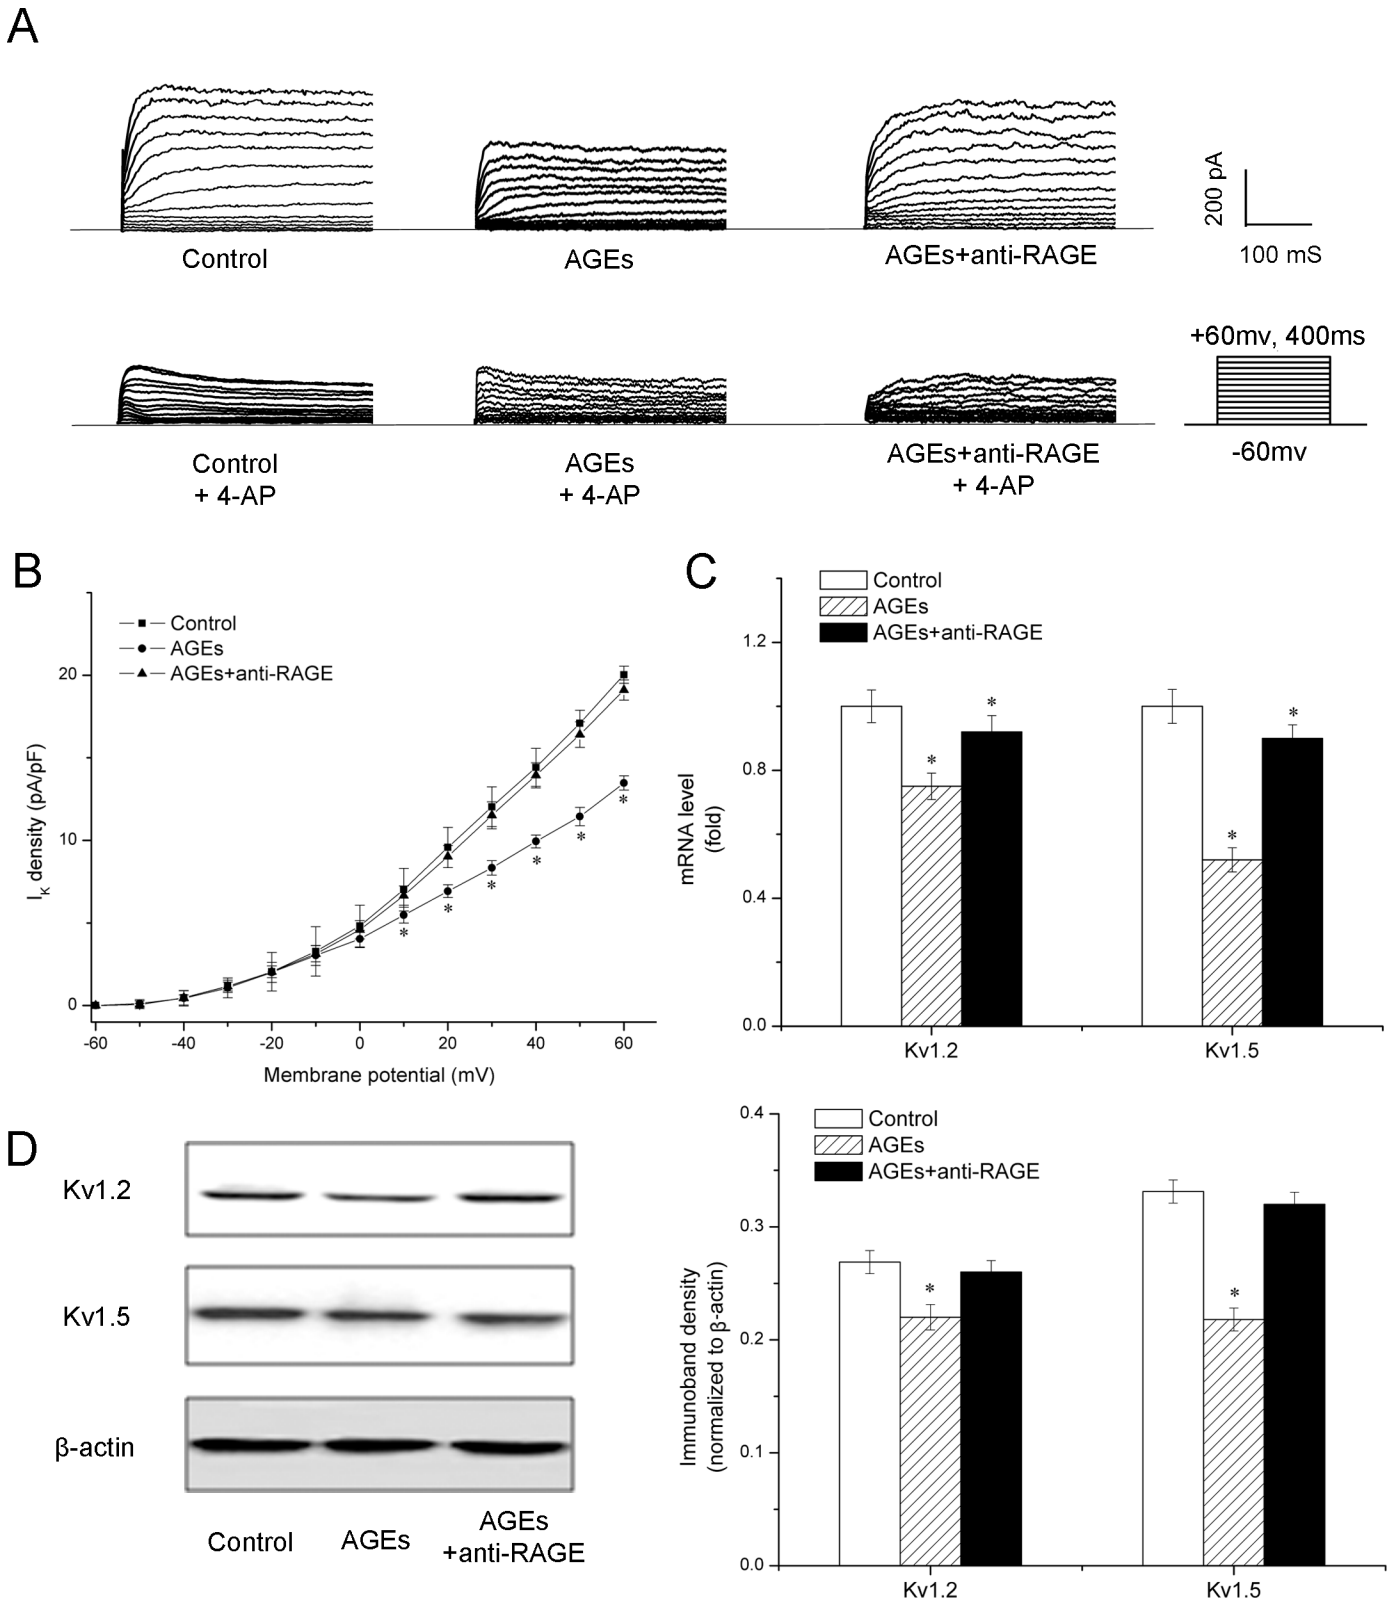 A
200 pA
100 mS
Control
AGEs
AGEs+anti-RAGE
+60mv, 400ms
-60mv
Control
+ 4-AP
AGEs
+ 4-AP
AGEs+anti-RAGE
+ 4-AP
B
Control
AGEs
AGEs+anti-RAGE
20
10
0
I_K density (pA/pF)
* * * * * *
-60 -40 -20 0 20 40 60
Membrane potential (mV)
C
Control
AGEs
AGEs+anti-RAGE
1.2
0.8
0.4
0.0
mRNA level
(fold)
* * * *
Kv1.2 Kv1.5
D
Kv1.2
Kv1.5
β-actin
Control
AGEs
AGEs
+anti-RAGE
Control
AGEs
AGEs+anti-RAGE
0.4
0.3
0.2
0.1
0.0
Immunoband density
(normalized to β-actin)
* *
Kv1.2 Kv1.5